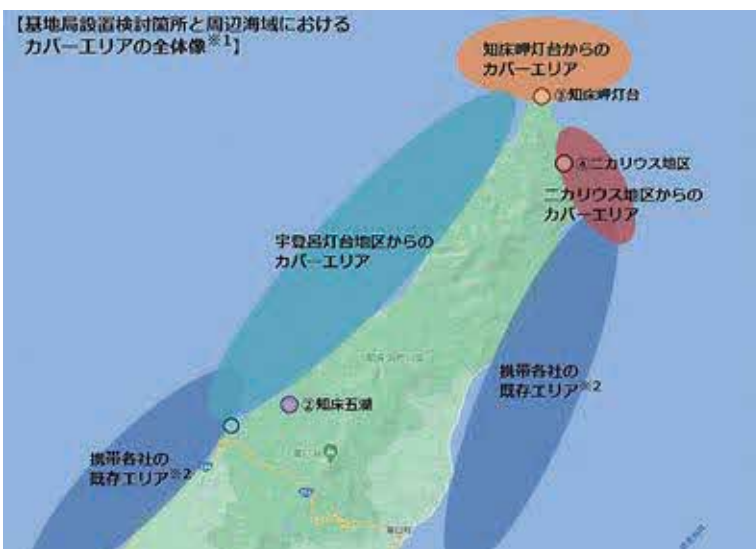 【基地局設置検討箇所と周辺海域における
カバーエリアの全体像※1】
知床岬灯台からの
カバーエリア
③知床岬灯台
④ニカリウス地区
ニカリウス地区からの
カバーエリア
宇登呂灯台地区からの
カバーエリア
携帯各社の
既存エリア※2
②知床五湖
携帯各社の
既存エリア※2